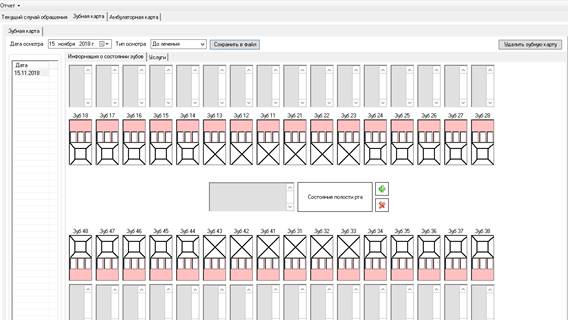 Отчет
Текущий случай обращения Зубная карта Амбулаторная карта
Зубная карта
Дата осмотра 15 ноября 2018 г. Тип осмотра До лечения Сохранить в файл Удалить зубную карту
Информация о состоянии зубов Услуги
Дата
15.11.2018
Зуб 18 Зуб 17 Зуб 16 Зуб 15 Зуб 14 Зуб 13 Зуб 12 Зуб 11 Зуб 21 Зуб 22 Зуб 23 Зуб 24 Зуб 25 Зуб 26 Зуб 27 Зуб 28
Состояния полости рта
Зуб 48 Зуб 47 Зуб 46 Зуб 45 Зуб 44 Зуб 43 Зуб 42 Зуб 41 Зуб 31 Зуб 32 Зуб 33 Зуб 34 Зуб 35 Зуб 36 Зуб 37 Зуб 38